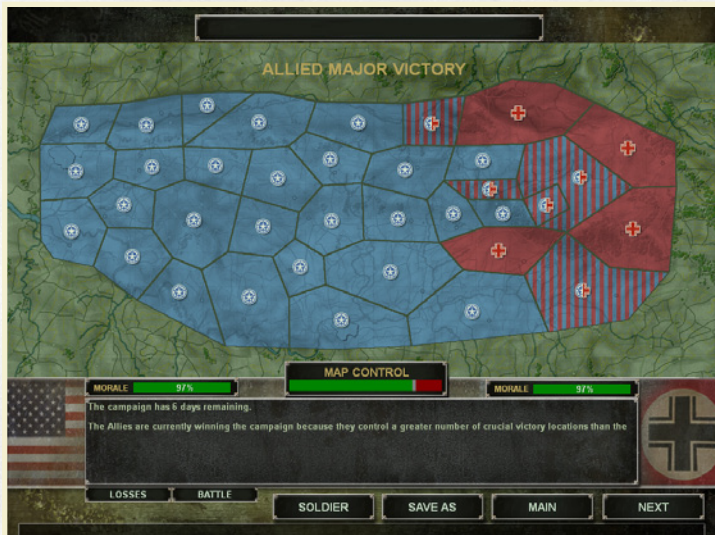 ALLIED MAJOR VICTORY
MAP CONTROL
MORALE 97%
MORALE 97%
The campaign has 6 days remaining.
The Allies are currently winning the campaign because they control a greater number of crucial victory locations than the
LOSSES
BATTLE
SOLDIER
SAVE AS
MAIN
NEXT